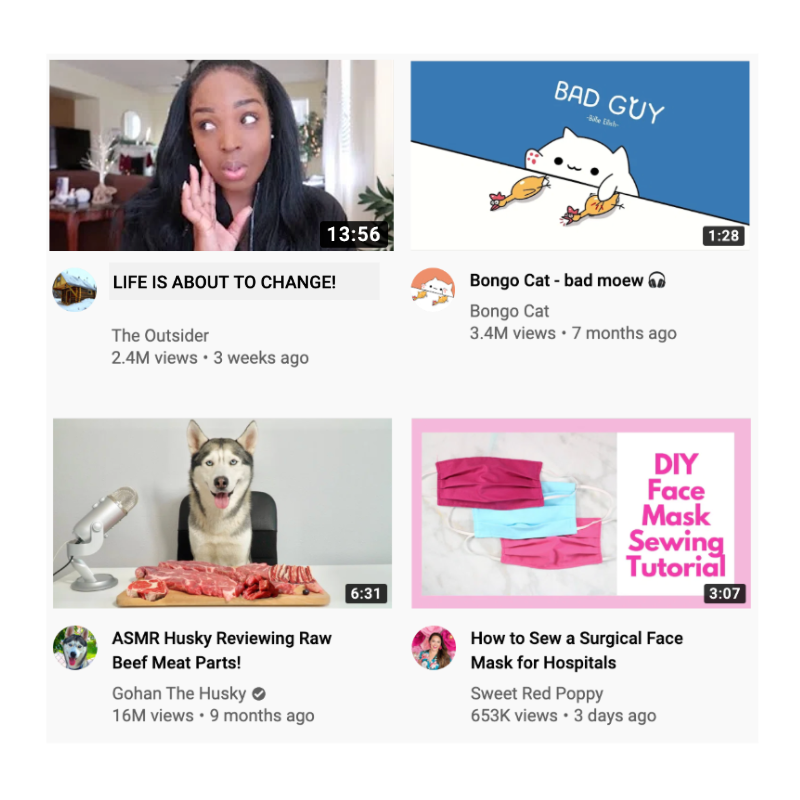 13:56
LIFE IS ABOUT TO CHANGE!
The Outsider
2.4M views • 3 weeks ago
BAD GUY
1:28
Bongo Cat - bad moew 🎧
Bongo Cat
3.4M views • 7 months ago
6:31
ASMR Husky Reviewing Raw
Beef Meat Parts!
Gohan The Husky
16M views • 9 months ago
DIY
Face
Mask
Sewing
Tutorial
3:07
How to Sew a Surgical Face
Mask for Hospitals
Sweet Red Poppy
653K views • 3 days ago